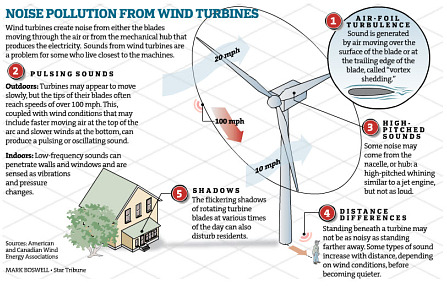 NOISE POLLUTION FROM WIND TURBINES
Wind turbines create noise from either the blades
moving through the air or from the mechanical hub that
produces the electricity. Sounds from wind turbines are
a problem for some who live closest to the machines.
2 PULSING SOUNDS
Outdoors: Turbines may appear to move
slowly, but the tips of their blades often
reach speeds of over 100 mph. This,
coupled with wind conditions that may
include faster moving air at the top of the
arc and slower winds at the bottom, can
produce a pulsing or oscillating sound.
Indoors: Low-frequency sounds can
penetrate walls and windows and are
sensed as vibrations
and pressure
changes.
Sources: American
and Canadian Wind
Energy Associations
MARK BOSWELL • Star Tribune
20 mph
100 mph
10 mph
1 AIR-FOIL
TURBULENCE
Sound is generated
by air moving over the
surface of the blade or at
the trailing edge of the
blade, called "vortex
shedding."
3 HIGH-
PITCHED
SOUNDS
Some noise may
come from the
nacelle, or hub: a
high-pitched whining
similar to a jet engine,
but not as loud.
5 SHADOWS
The flickering shadows
of rotating turbine
blades at various times
of the day can also
disturb residents.
4 DISTANCE
DIFFERENCES
Standing beneath a turbine may
not be as noisy as standing
farther away. Some types of sound
increase with distance, depending
on wind conditions, before
becoming quieter.